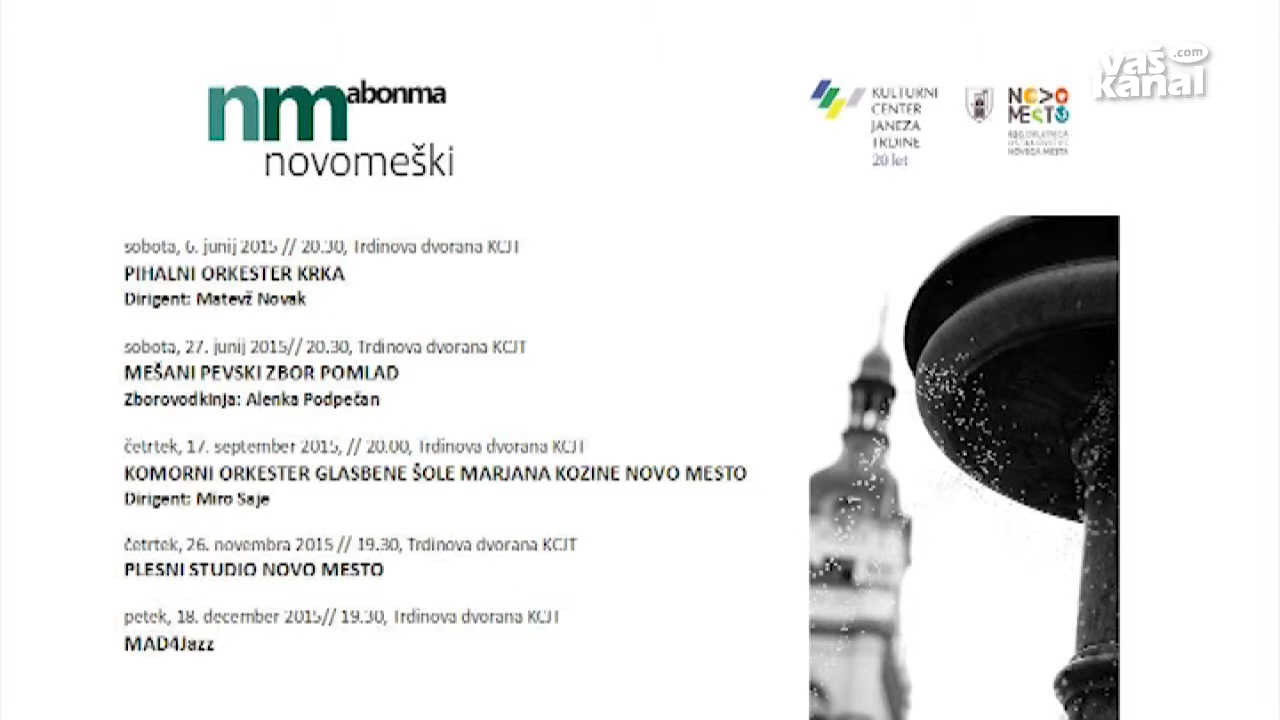 nm abonma
novomeški
KULTURNI
CENTER
JANEZA
TRDINE
20 let
NOVO
MESTO
vaš
kanal
.com
sobota, 6. junij 2015 // 20.30, Trdinova dvorana KCJT
PIHALNI ORKESTER KRKA
Dirigent: Matevž Novak
sobota, 27. junij 2015// 20.30, Trdinova dvorana KCJT
MEŠANI PEVSKI ZBOR POMLAD
Zborovodkinja: Alenka Podpečan
četrtek, 17. september 2015, // 20.00, Trdinova dvorana KCJT
KOMORNI ORKESTER GLASBENE ŠOLE MARJANA KOZINE NOVO MESTO
Dirigent: Miro Saje
četrtek, 26. novembra 2015 // 19.30, Trdinova dvorana KCJT
PLESNI STUDIO NOVO MESTO
petek, 18. december 2015// 19.30, Trdinova dvorana KCJT
MAD4Jazz